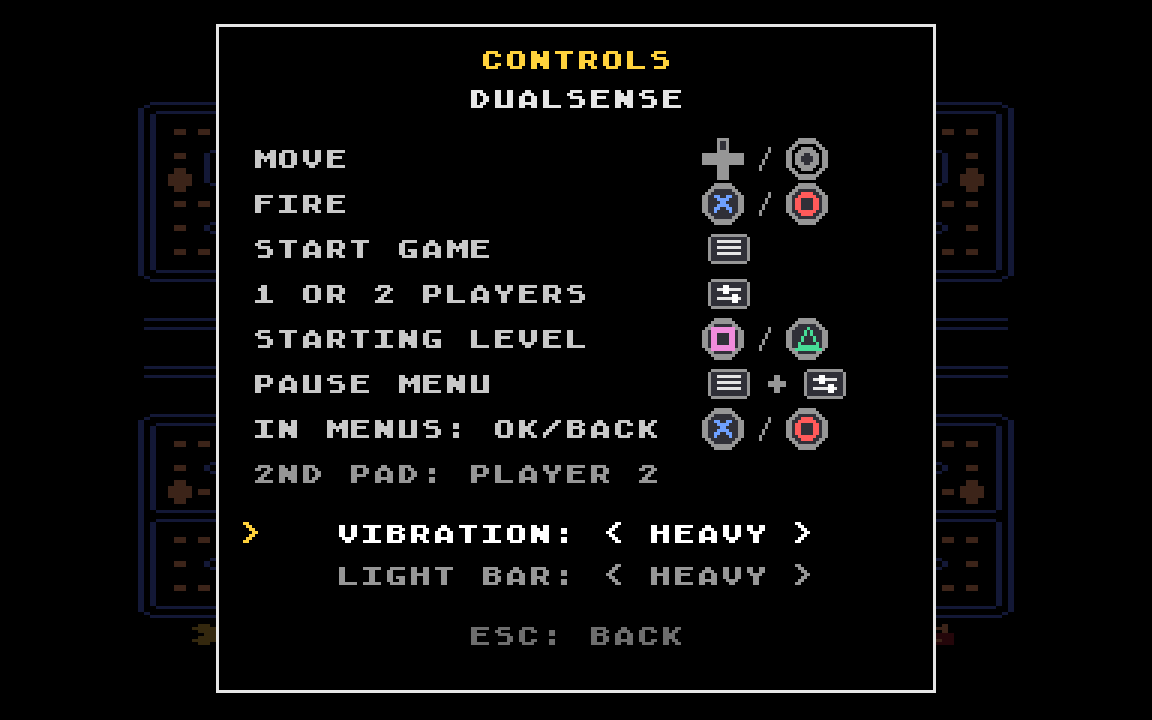 CONTROLS
DUALSENSE
MOVE /
FIRE /
START GAME
1 OR 2 PLAYERS
STARTING LEVEL /
PAUSE MENU +
IN MENUS: OK/BACK /
2ND PAD: PLAYER 2
> VIBRATION: < HEAVY >
LIGHT BAR: < HEAVY >
ESC: BACK